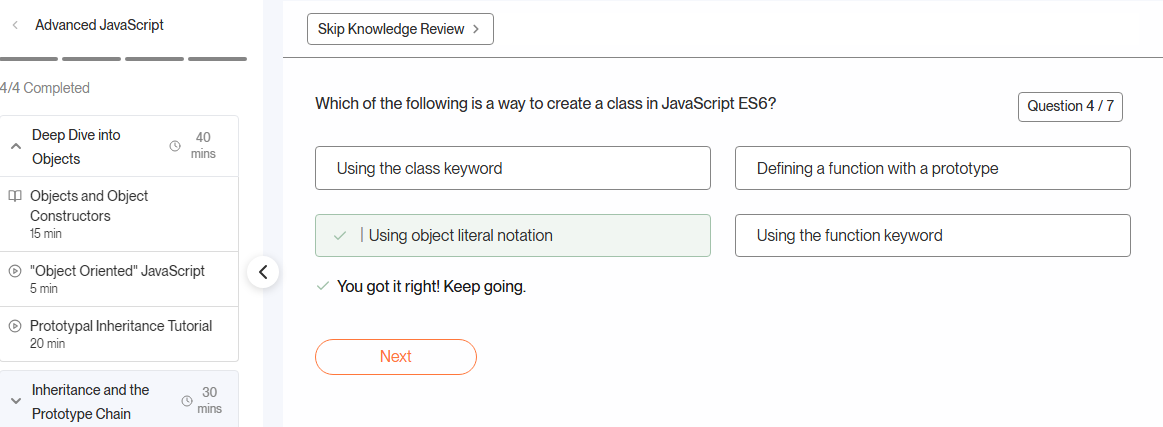 Advanced JavaScript
4/4 Completed
Deep Dive into
Objects
40
mins
Objects and Object
Constructors
15 min
"Object Oriented" JavaScript
5 min
Prototypal Inheritance Tutorial
20 min
Inheritance and the
Prototype Chain
30
mins
Skip Knowledge Review
Which of the following is a way to create a class in JavaScript ES6?
Question 4 / 7
Using the class keyword
Defining a function with a prototype
Using object literal notation
Using the function keyword
You got it right! Keep going.
Next